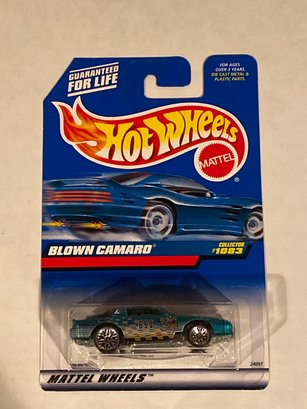 GUARANTEED
FOR LIFE
FOR AGES
OVER 3 YEARS.
DIE CAST METAL &
PLASTIC PARTS.
HOT WHEELS
MATTEL
BLOWN CAMARO
COLLECTOR
#1083
MATTEL WHEELS™
24097